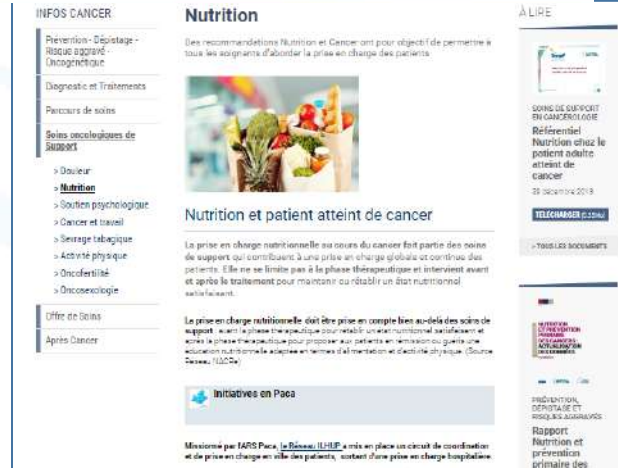 INFOS CANCER
Prévention - Dépistage -
Risque aggravé -
Oncogénétique
Diagnostic et Traitements
Parcours de soins
Soins oncologiques de
Support
> Douleur
> Nutrition
> Soutien psychologique
> Cancer et travail
> Sevrage tabagique
> Activité physique
> Oncofertilité
> Oncosexologie
Offre de Soins
Après Cancer
Nutrition
Des recommandations Nutrition et Cancer ont pour objectif de permettre à
tous les soignants d'aborder la prise en charge des patients
Nutrition et patient atteint de cancer
La prise en charge nutritionnelle au cours du cancer fait partie des soins
de support qui contribuent à une prise en charge globale et continue des
patients. Elle ne se limite pas à la phase thérapeutique et intervient avant
et après le traitement pour maintenir ou rétablir un état nutritionnel
satisfaisant.
La prise en charge nutritionnelle doit être prise en compte bien au-delà des soins de
support : avant la phase thérapeutique pour rétablir un état nutritionnel satisfaisant et
après la phase thérapeutique pour proposer aux patients en rémission ou guéris une
éducation nutritionnelle adaptée en termes d'alimentation et d'activité physique. (Source
Réseau NACRe)
Initiatives en Paca
Missionné par l'ARS Paca, le Réseau ILHUP a mis en place un circuit de coordination
et de prise en charge en ville des patients, sortant d'une prise en charge hospitalière.
À LIRE
SOINS DE SUPPORT
EN CANCÉROLOGIE
Référentiel
Nutrition chez le
patient adulte
atteint de
cancer
décembre
TÉLÉCHARGER
> TOUS LES DOCUMENTS
NUTRITION
ET PRÉVENTION
PRIMAIRE
DES CANCERS :
ACTUALISATION
DES DONNÉES
PRÉVENTION,
DÉPISTAGE ET
RISQUES AGGRAVÉS
Rapport
Nutrition et
prévention
primaire des